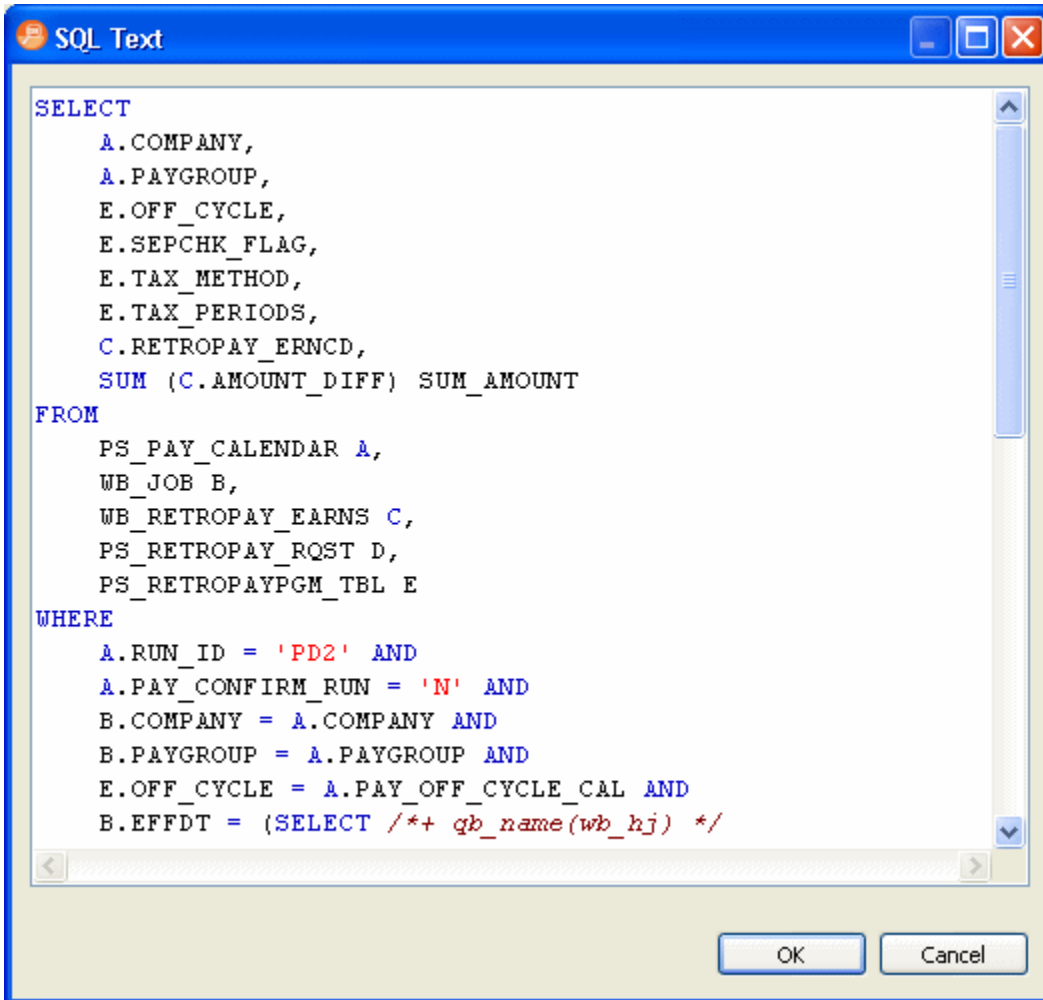 SQL Text
SELECT
A.COMPANY,
A.PAYGROUP,
E.OFF_CYCLE,
E.SEPCHK_FLAG,
E.TAX_METHOD,
E.TAX_PERIODS,
C.RETROPAY_ERNCD,
SUM (C.AMOUNT_DIFF) SUM_AMOUNT
FROM
PS_PAY_CALENDAR A,
WB_JOB B,
WB_RETROPAY_EARNS C,
PS_RETROPAY_RQST D,
PS_RETROPAYPGM_TBL E
WHERE
A.RUN_ID = 'PD2' AND
A.PAY_CONFIRM_RUN = 'N' AND
B.COMPANY = A.COMPANY AND
B.PAYGROUP = A.PAYGROUP AND
E.OFF_CYCLE = A.PAY_OFF_CYCLE_CAL AND
B.EFFDT = (SELECT /*+ qb_name(wb_hj) */
OK Cancel